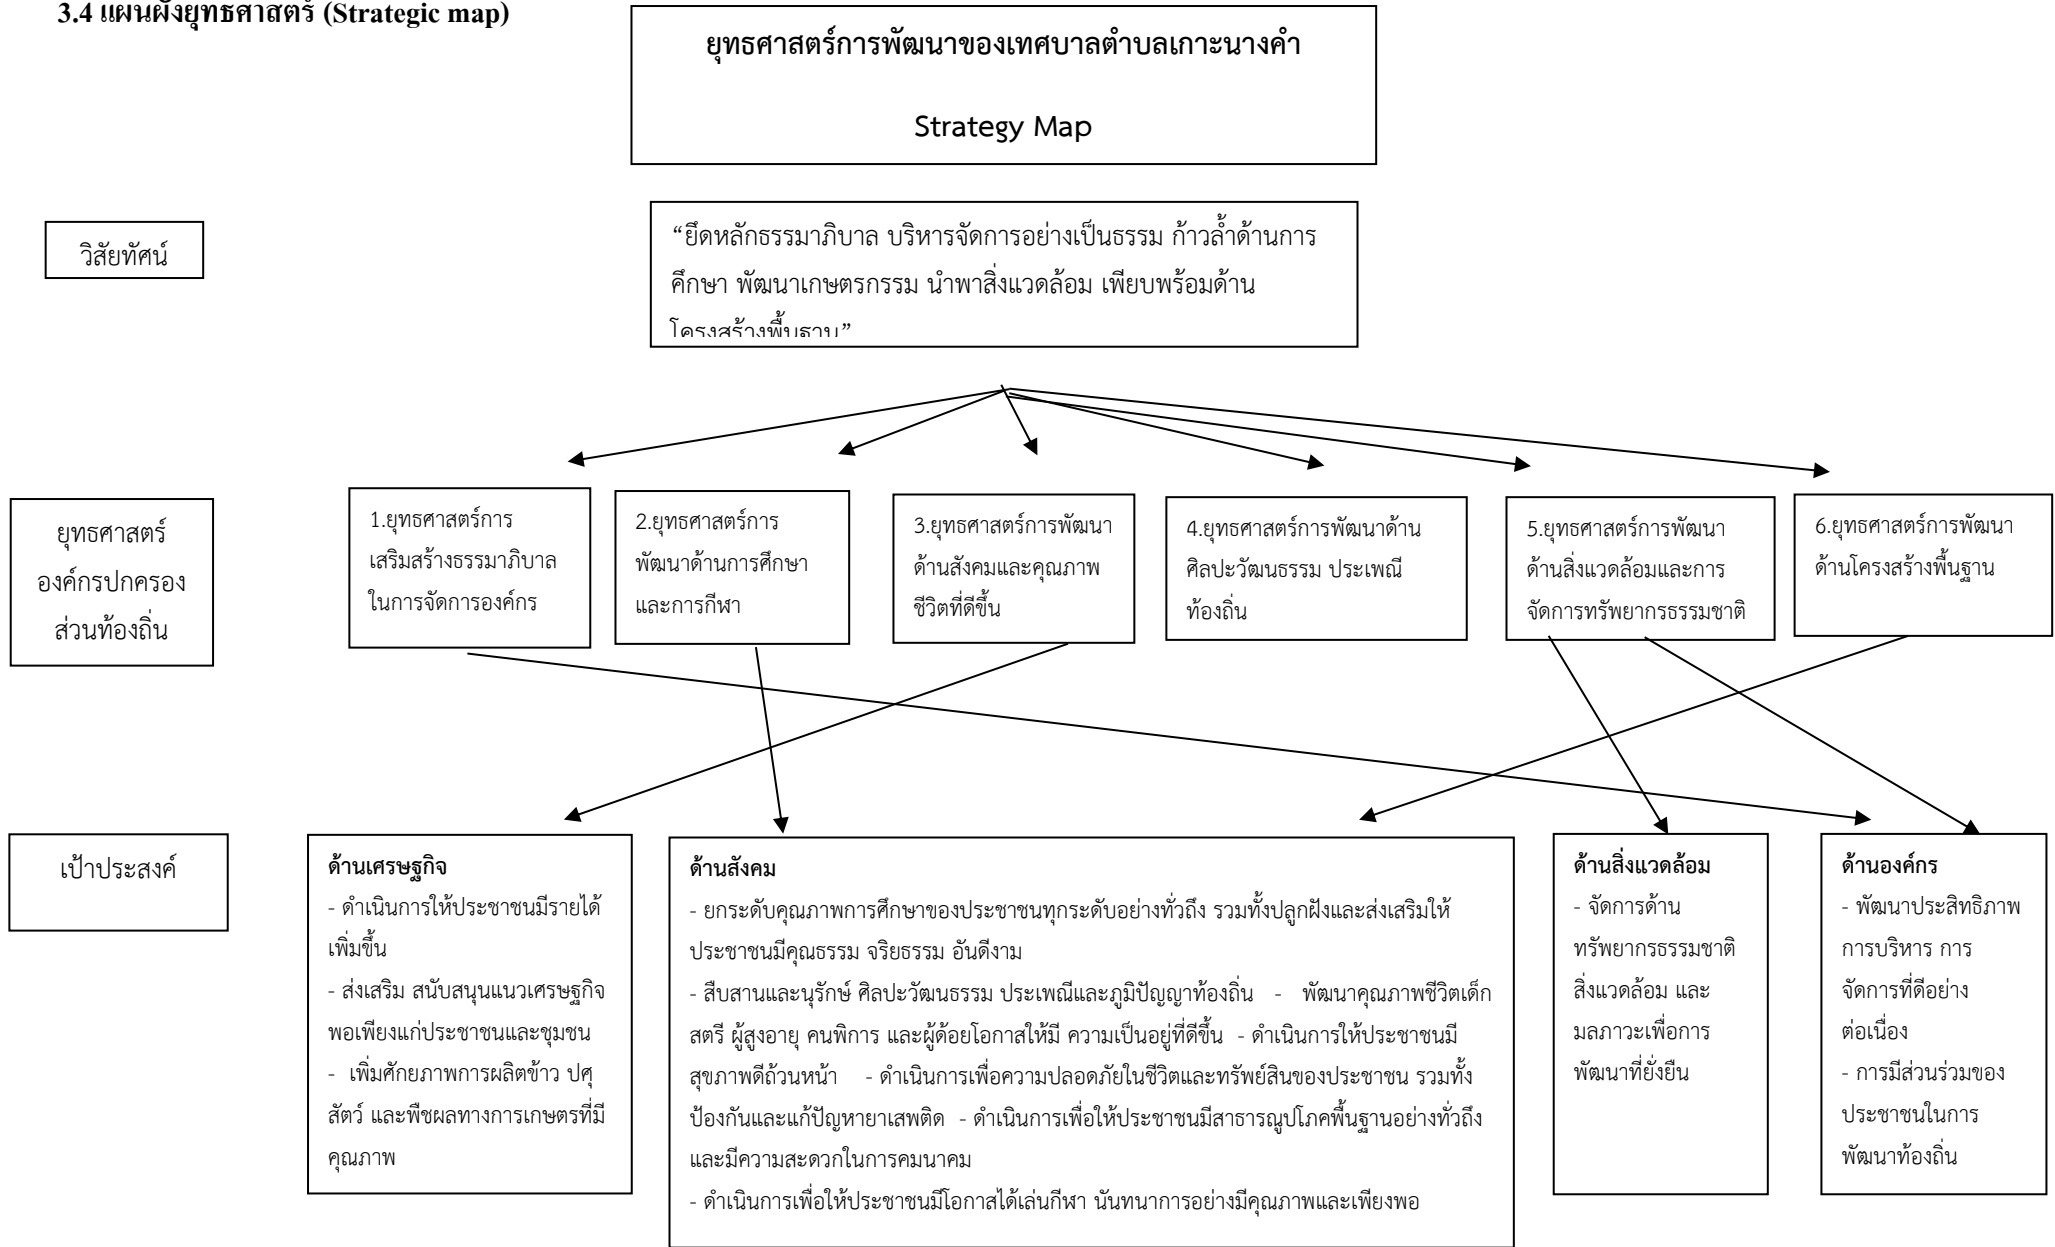 3.4 แผนผังยุทธศาสตร์ (Strategic map)
ยุทธศาสตร์การพัฒนาของเทศบาลตำบลเกาะนางคำ
Strategy Map
วิสัยทัศน์
“ยึดหลักธรรมาภิบาล บริหารจัดการอย่างเป็นธรรม ก้าวล้ำด้านการ
ศึกษา พัฒนาเกษตรกรรม นำพาสิ่งแวดล้อม เพียบพร้อมด้าน
โครงสร้างพื้นฐาน”
ยุทธศาสตร์
องค์กรปกครอง
ส่วนท้องถิ่น
1.ยุทธศาสตร์การ
เสริมสร้างธรรมาภิบาล
ในการจัดการองค์กร
2.ยุทธศาสตร์การ
พัฒนาด้านการศึกษา
และการกีฬา
3.ยุทธศาสตร์การพัฒนา
ด้านสังคมและคุณภาพ
ชีวิตที่ดีขึ้น
4.ยุทธศาสตร์การพัฒนาด้าน
ศิลปะวัฒนธรรม ประเพณี
ท้องถิ่น
5.ยุทธศาสตร์การพัฒนา
ด้านสิ่งแวดล้อมและการ
จัดการทรัพยากรธรรมชาติ
6.ยุทธศาสตร์การพัฒนา
ด้านโครงสร้างพื้นฐาน
เป้าประสงค์
ด้านเศรษฐกิจ
- ดำเนินการให้ประชาชนมีรายได้
เพิ่มขึ้น
- ส่งเสริม สนับสนุนแนวเศรษฐกิจ
พอเพียงแก่ประชาชนและชุมชน
- เพิ่มศักยภาพการผลิตข้าว ปศุ
สัตว์ และพืชผลทางการเกษตรที่มี
คุณภาพ
ด้านสังคม
- ยกระดับคุณภาพการศึกษาของประชาชนทุกระดับอย่างทั่วถึง รวมทั้งปลูกฝังและส่งเสริมให้
ประชาชนมีคุณธรรม จริยธรรม อันดีงาม
- สืบสานและนุรักษ์ ศิลปะวัฒนธรรม ประเพณีและภูมิปัญญาท้องถิ่น - พัฒนาคุณภาพชีวิตเด็ก
สตรี ผู้สูงอายุ คนพิการ และผู้ด้อยโอกาสให้มี ความเป็นอยู่ที่ดีขึ้น - ดำเนินการให้ประชาชนมี
สุขภาพดีถ้วนหน้า - ดำเนินการเพื่อความปลอดภัยในชีวิตและทรัพย์สินของประชาชน รวมทั้ง
ป้องกันและแก้ปัญหายาเสพติด - ดำเนินการเพื่อให้ประชาชนมีสาธารณูปโภคพื้นฐานอย่างทั่วถึง
และมีความสะดวกในการคมนาคม
- ดำเนินการเพื่อให้ประชาชนมีโอกาสได้เล่นกีฬา นันทนาการอย่างมีคุณภาพและเพียงพอ
ด้านสิ่งแวดล้อม
- จัดการด้าน
ทรัพยากรธรรมชาติ
สิ่งแวดล้อม และ
มลภาวะเพื่อการ
พัฒนาที่ยั่งยืน
ด้านองค์กร
- พัฒนาประสิทธิภาพ
การบริหาร การ
จัดการที่ดีอย่าง
ต่อเนื่อง
- การมีส่วนร่วมของ
ประชาชนในการ
พัฒนาท้องถิ่น